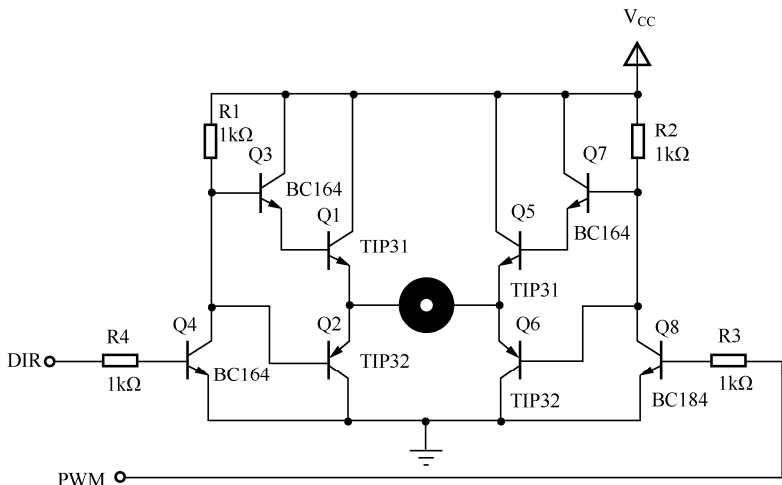 VCC
R1
1kΩ
R2
1kΩ
Q3
Q7
BC164
Q1
Q5
BC164
TIP31
TIP31
R4
Q4
Q2
Q6
Q8
R3
DIR
TIP32
1kΩ
BC164
1kΩ
TIP32
BC184
PWM